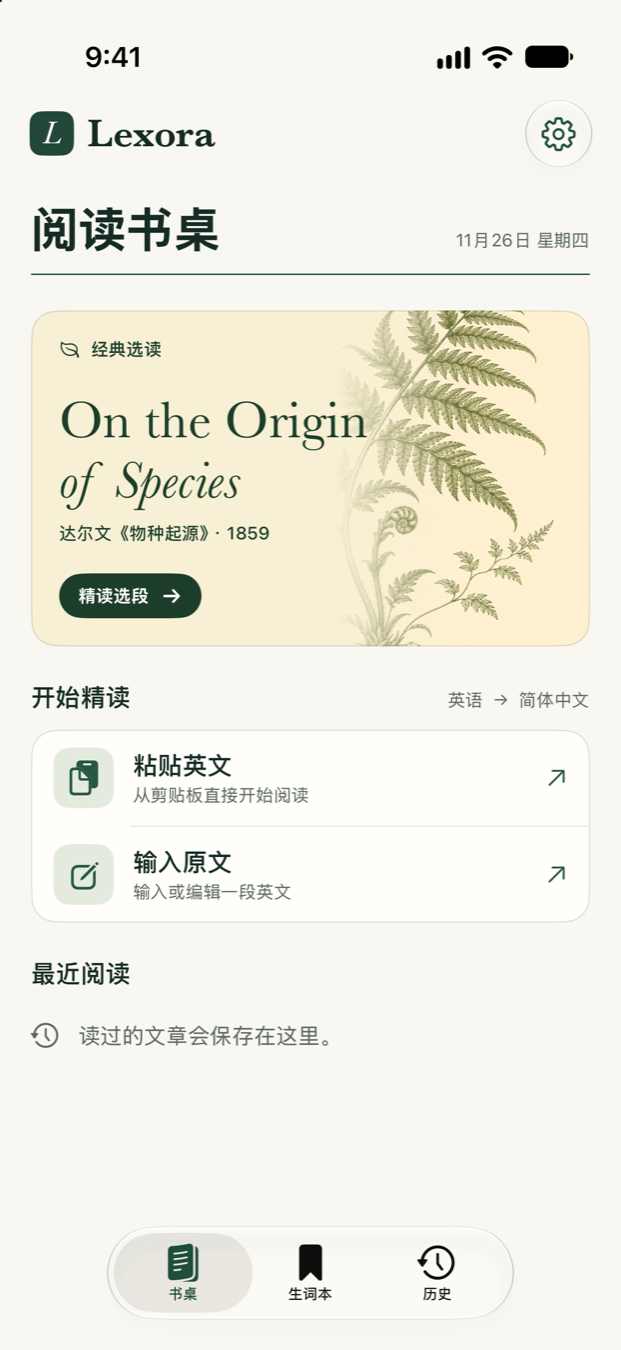 9:41
L Lexora
阅读书桌
11月26日 星期四
经典选读
On the Origin
of Species
达尔文《物种起源》· 1859
精读选段 →
开始精读
英语 → 简体中文
粘贴英文
从剪贴板直接开始阅读
输入原文
输入或编辑一段英文
最近阅读
读过的文章会保存在这里。
书桌
生词本
历史